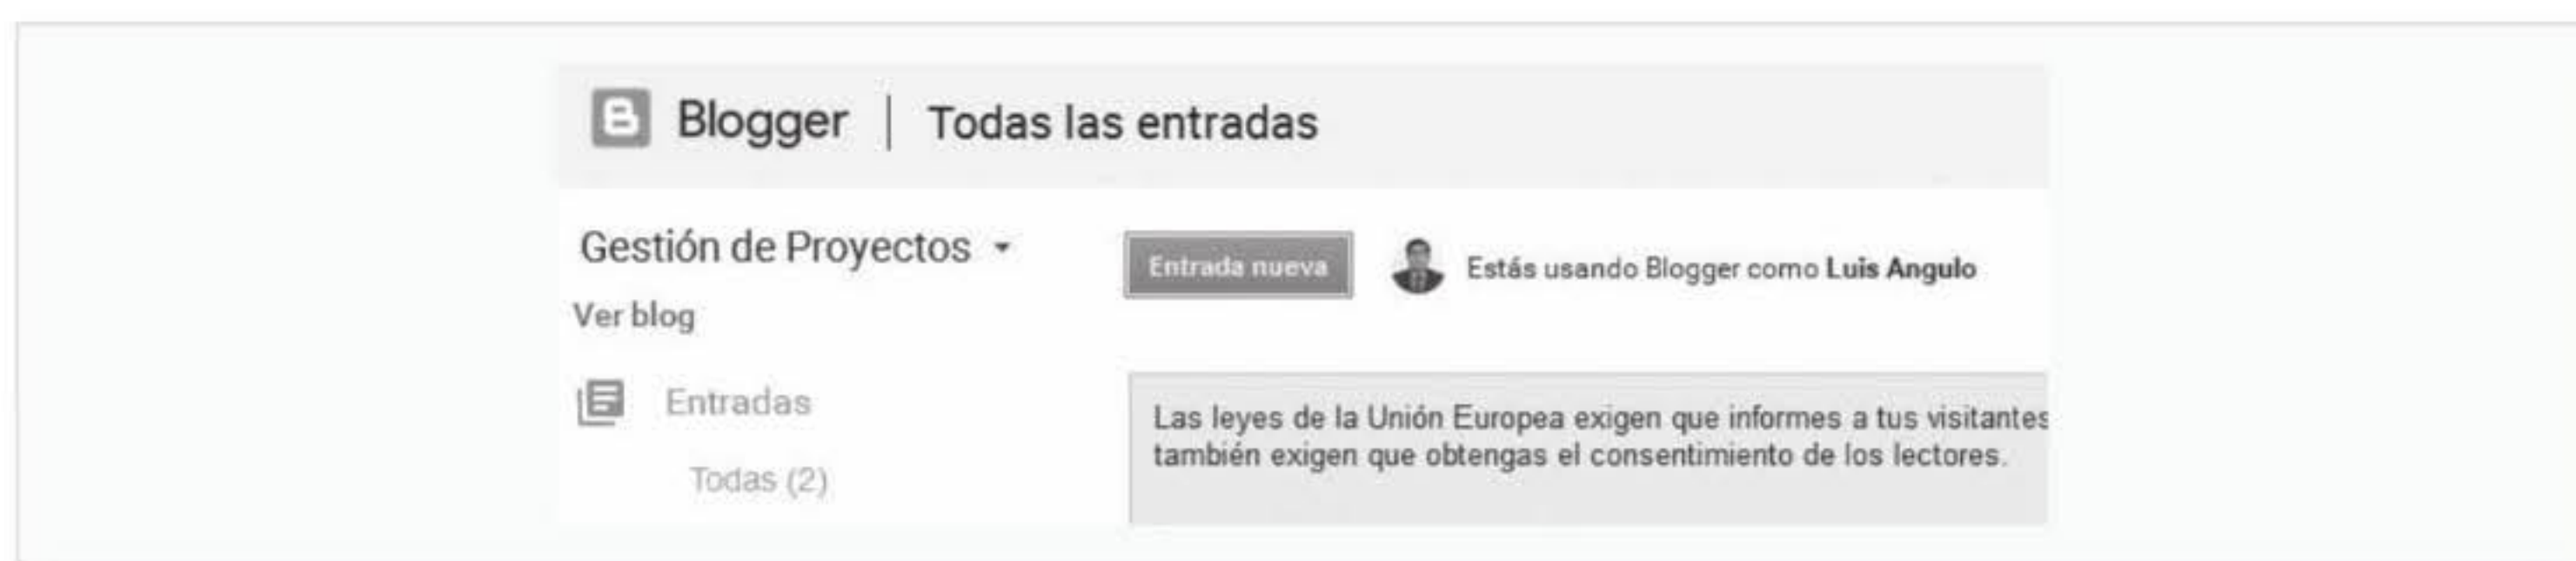 Blogger | Todas las entradas
Gestión de Proyectos
Entrada nueva
Estás usando Blogger como Luis Angulo
Ver blog
Entradas
Todas (2)
Las leyes de la Unión Europea exigen que informes a tus visitantes
también exigen que obtengas el consentimiento de los lectores.